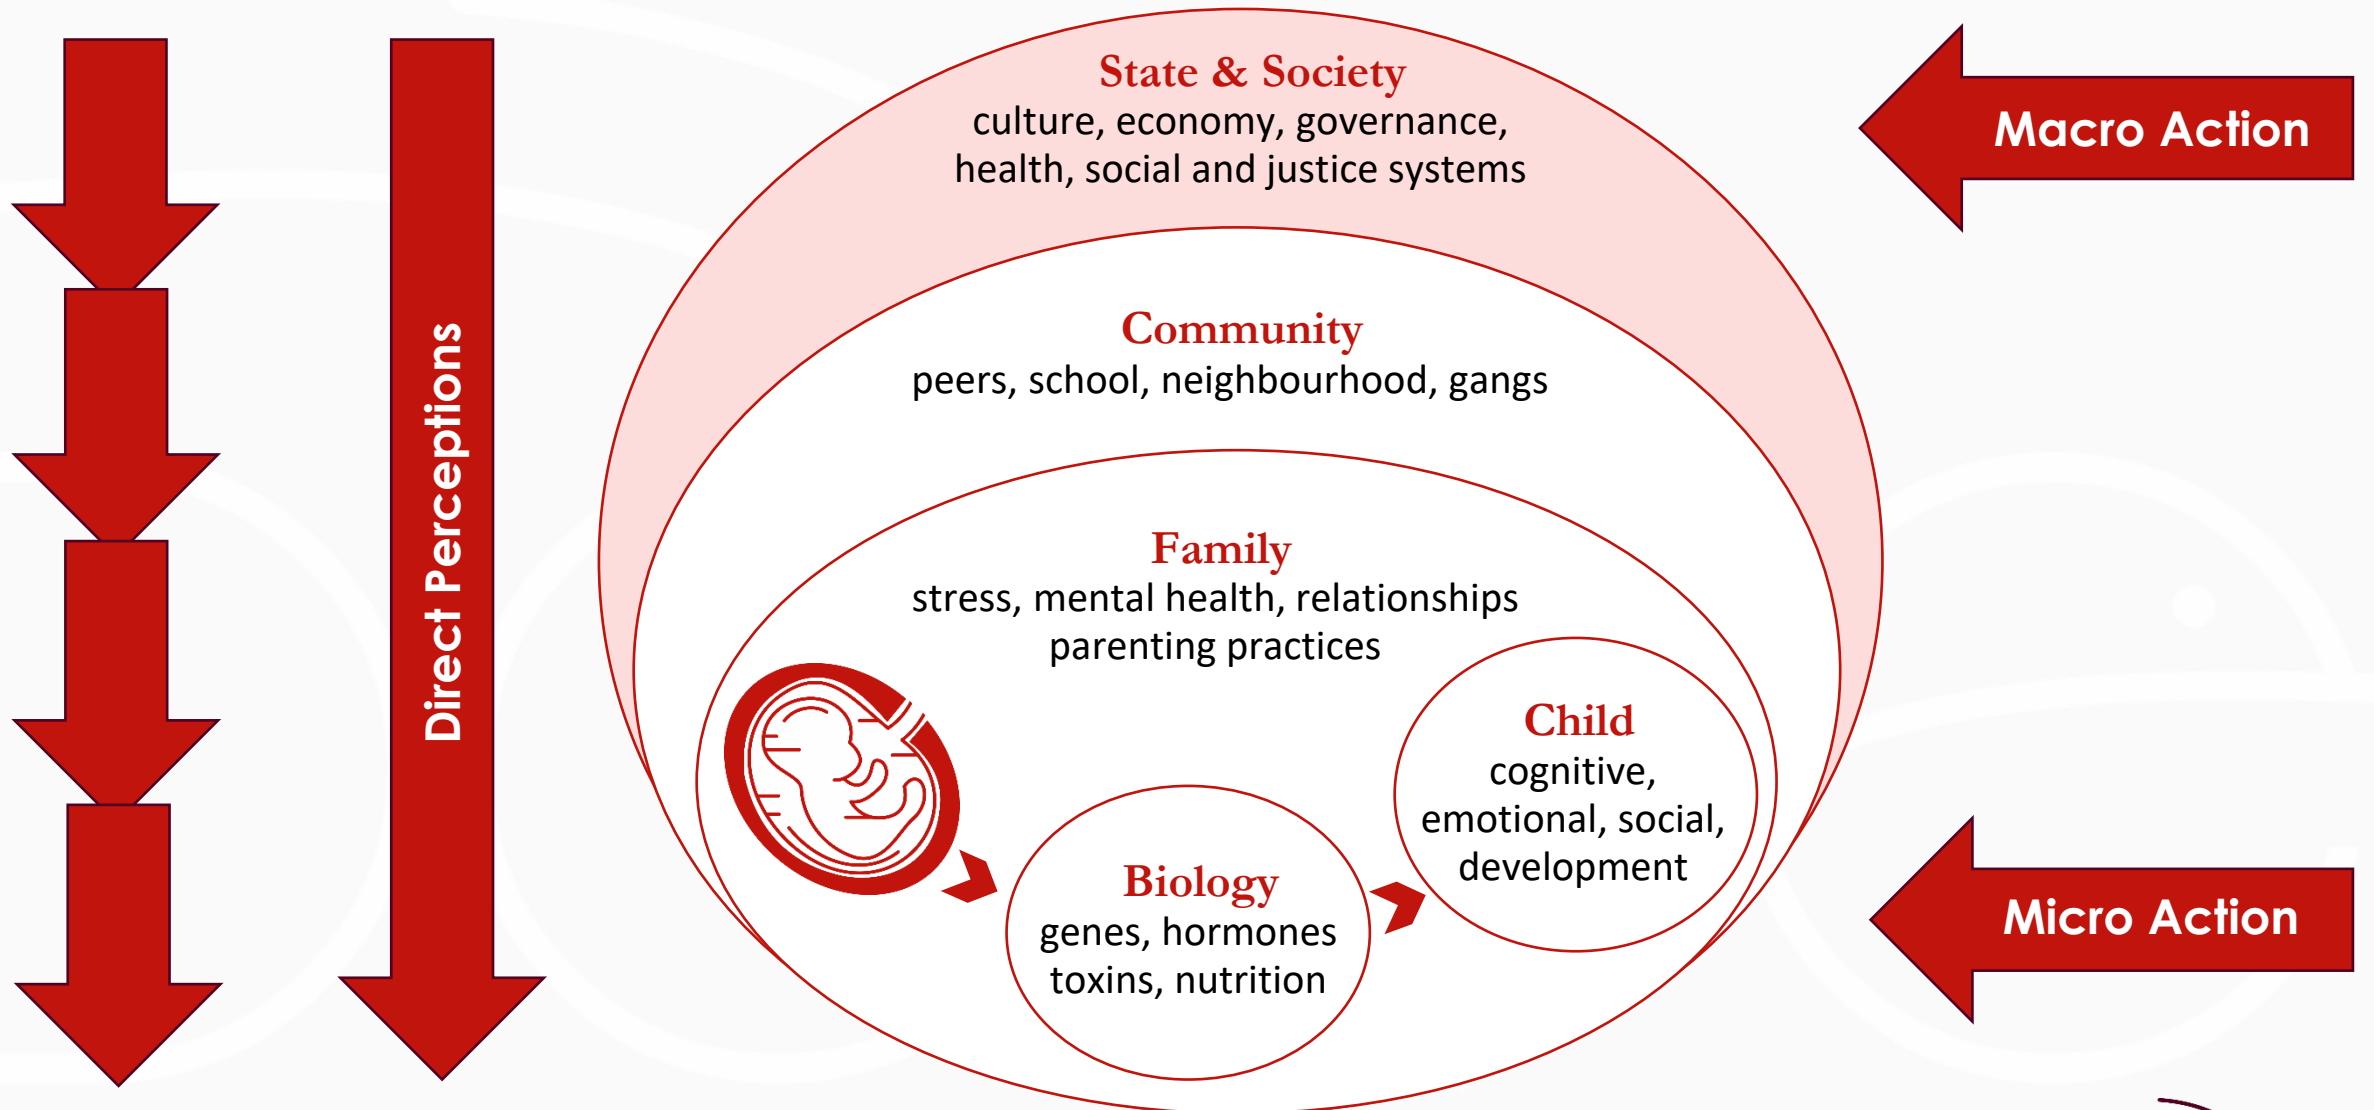 State & Society
culture, economy, governance,
health, social and justice systems
Macro Action
Direct Perceptions
Community
peers, school, neighbourhood, gangs
Family
stress, mental health, relationships
parenting practices
Child
cognitive,
emotional, social,
development
Biology
genes, hormones
toxins, nutrition
Micro Action